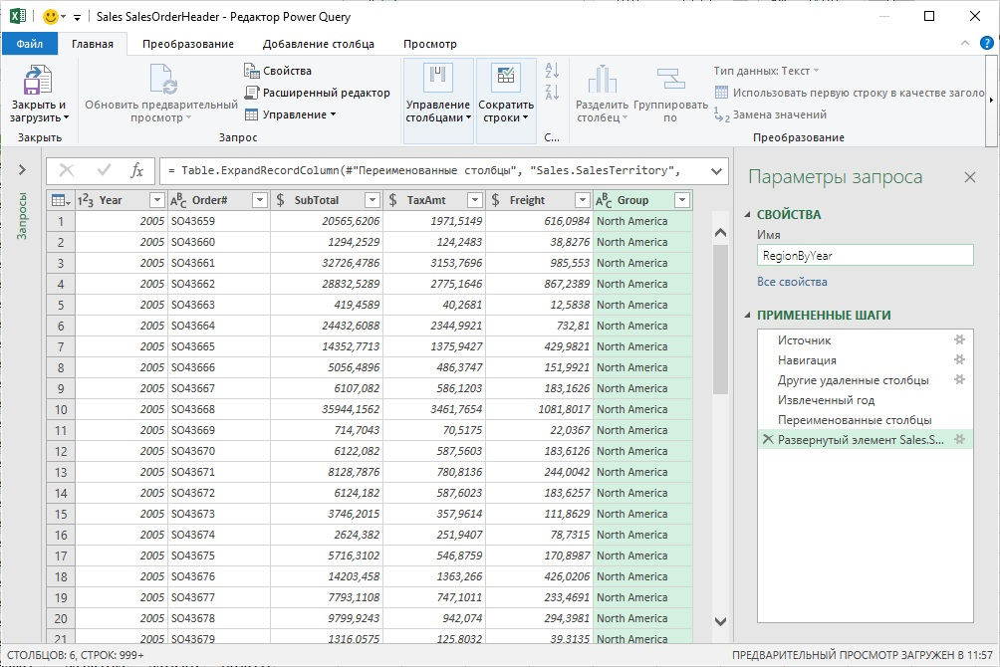 Sales SalesOrderHeader - Редактор Power Query
Файл Главная Преобразование Добавление столбца Просмотр
Закрыть и загрузить
Закрыть
Обновить предварительный просмотр
Свойства
Расширенный редактор
Управление
Запрос
Управление столбцами
Сократить строки
С...
Разделить столбец
Группировать по
Тип данных: Текст
Использовать первую строку в качестве заголо
Замена значений
Преобразование
Запросы
fx = Table.ExpandRecordColumn(#"Переименованные столбцы", "Sales.SalesTerritory",
123 Year ABC Order# $ SubTotal $ TaxAmt $ Freight ABC Group
1 2005 SO43659 20565,6206 1971,5149 616,0984 North America
2 2005 SO43660 1294,2529 124,2483 38,8276 North America
3 2005 SO43661 32726,4786 3153,7696 985,553 North America
4 2005 SO43662 28832,5289 2775,1646 867,2389 North America
5 2005 SO43663 419,4589 40,2681 12,5838 North America
6 2005 SO43664 24432,6088 2344,9921 732,81 North America
7 2005 SO43665 14352,7713 1375,9427 429,9821 North America
8 2005 SO43666 5056,4896 486,3747 151,9921 North America
9 2005 SO43667 6107,082 586,1203 183,1626 North America
10 2005 SO43668 35944,1562 3461,7654 1081,8017 North America
11 2005 SO43669 714,7043 70,5175 22,0367 North America
12 2005 SO43670 6122,082 587,5603 183,6126 North America
13 2005 SO43671 8128,7876 780,8136 244,0042 North America
14 2005 SO43672 6124,182 587,6023 183,6257 North America
15 2005 SO43673 3746,2015 357,9614 111,8629 North America
16 2005 SO43674 2624,382 251,9407 78,7315 North America
17 2005 SO43675 5716,3102 546,8759 170,8987 North America
18 2005 SO43676 14203,458 1363,266 426,0206 North America
19 2005 SO43677 7793,1108 747,1011 233,4691 North America
20 2005 SO43678 9799,9243 942,074 294,3981 North America
21 2005 SO43679 1316,0575 125,8032 39,3135 North America
Параметры запроса
СВОЙСТВА
Имя
RegionByYear
Все свойства
ПРИМЕНЕННЫЕ ШАГИ
Источник
Навигация
Другие удаленные столбцы
Извлеченный год
Переименованные столбцы
Развернутый элемент Sales.S...
СТОЛБЦОВ: 6, СТРОК: 999+
ПРЕДВАРИТЕЛЬНЫЙ ПРОСМОТР ЗАГРУЖЕН В 11:57